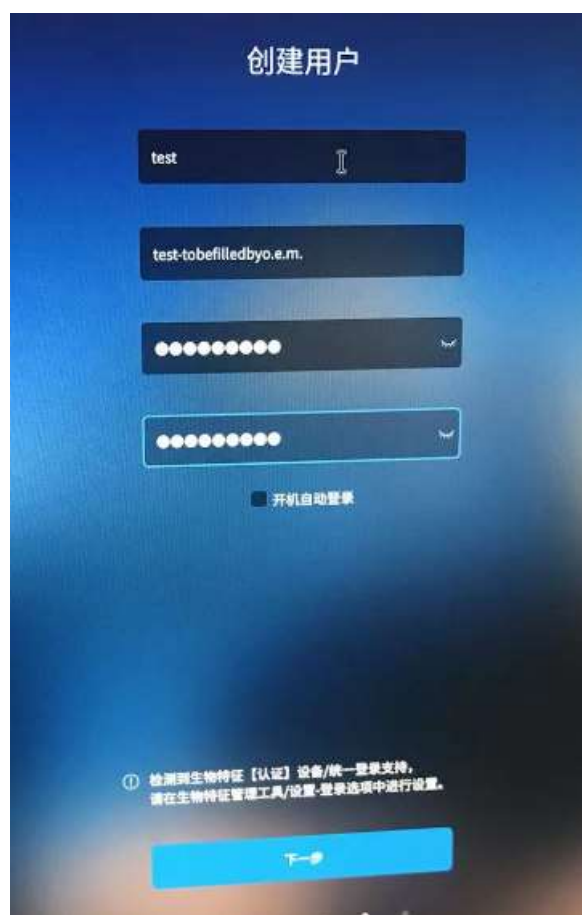 创建用户
test
test-tobefilledbyo.e.m.
●●●●●●●●●
●●●●●●●●●
开机自动登录
检测到生物特征【认证】设备/统一登录支持，
请在生物特征管理工具/设置-登录选项中进行设置。
下一步